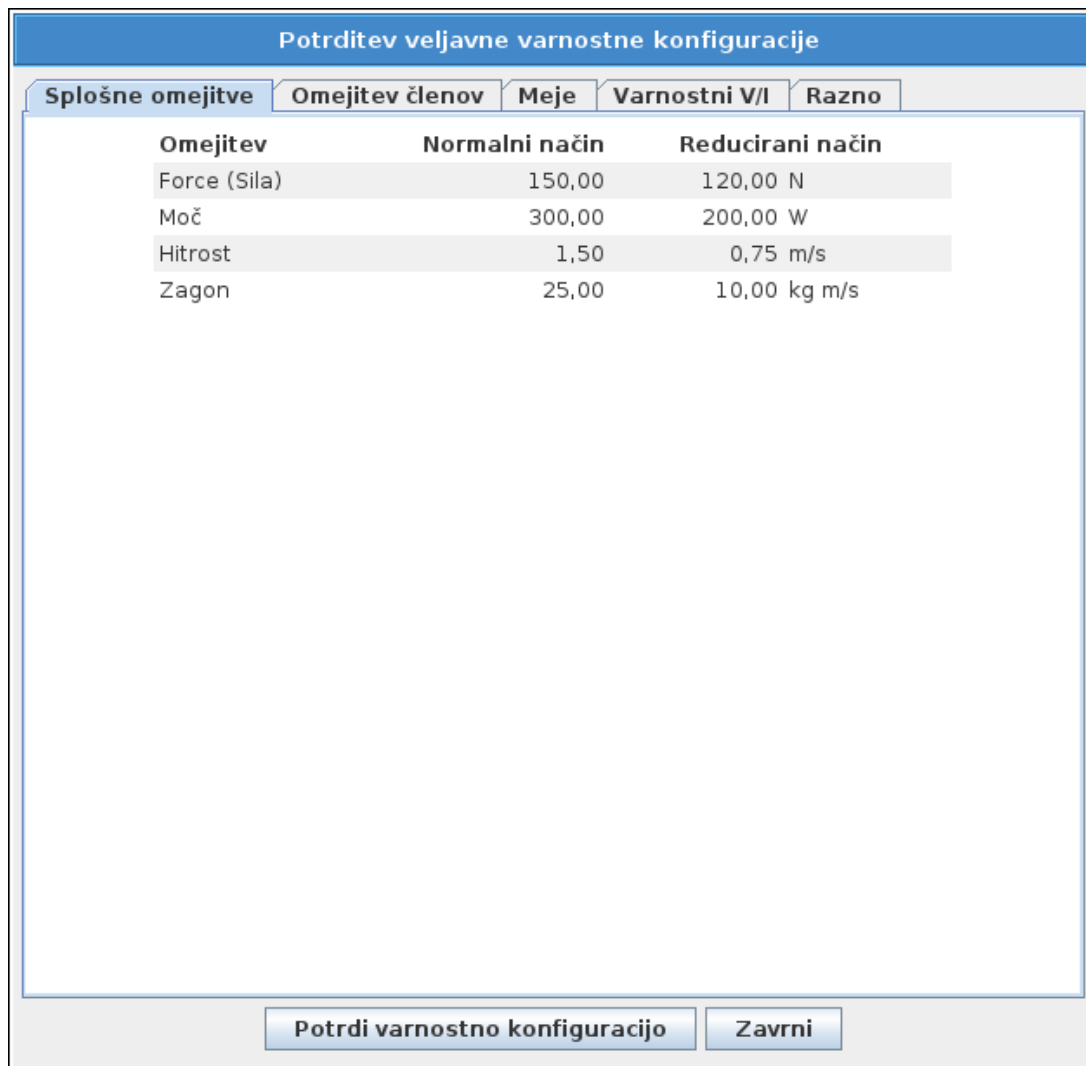 Potrditev veljavne varnostne konfiguracije
Splošne omejitve Omejitev členov Meje Varnostni V/I Razno
Omejitev Normalni način Reducirani način
Force (Sila) 150,00 120,00 N
Moč 300,00 200,00 W
Hitrost 1,50 0,75 m/s
Zagon 25,00 10,00 kg m/s
Potrdi varnostno konfiguracijo Zavrni